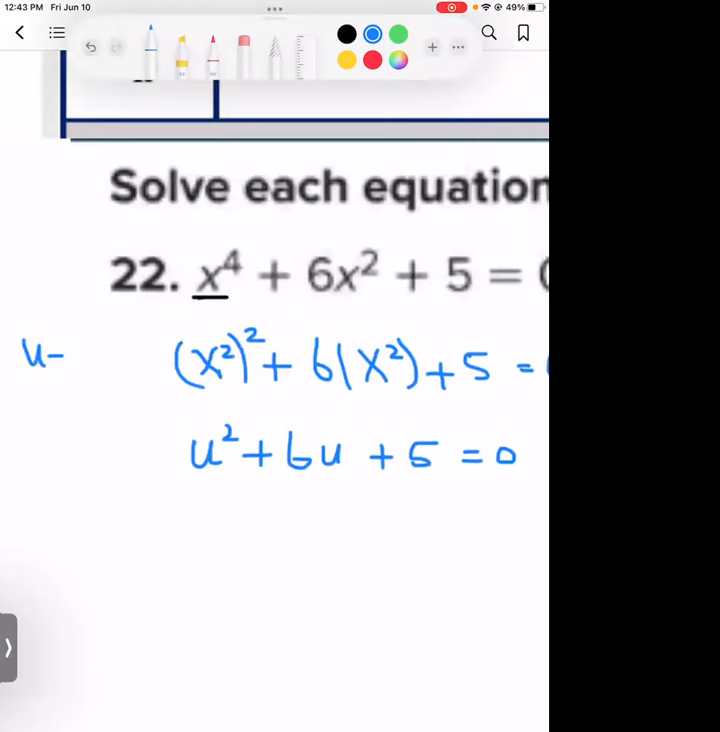 12:43 PM Fri Jun 10
49%
Solve each equation
22. x⁴ + 6x² + 5 =
u-
(x²)² + 6(x²) + 5 =
u² + 6u + 5 = 0